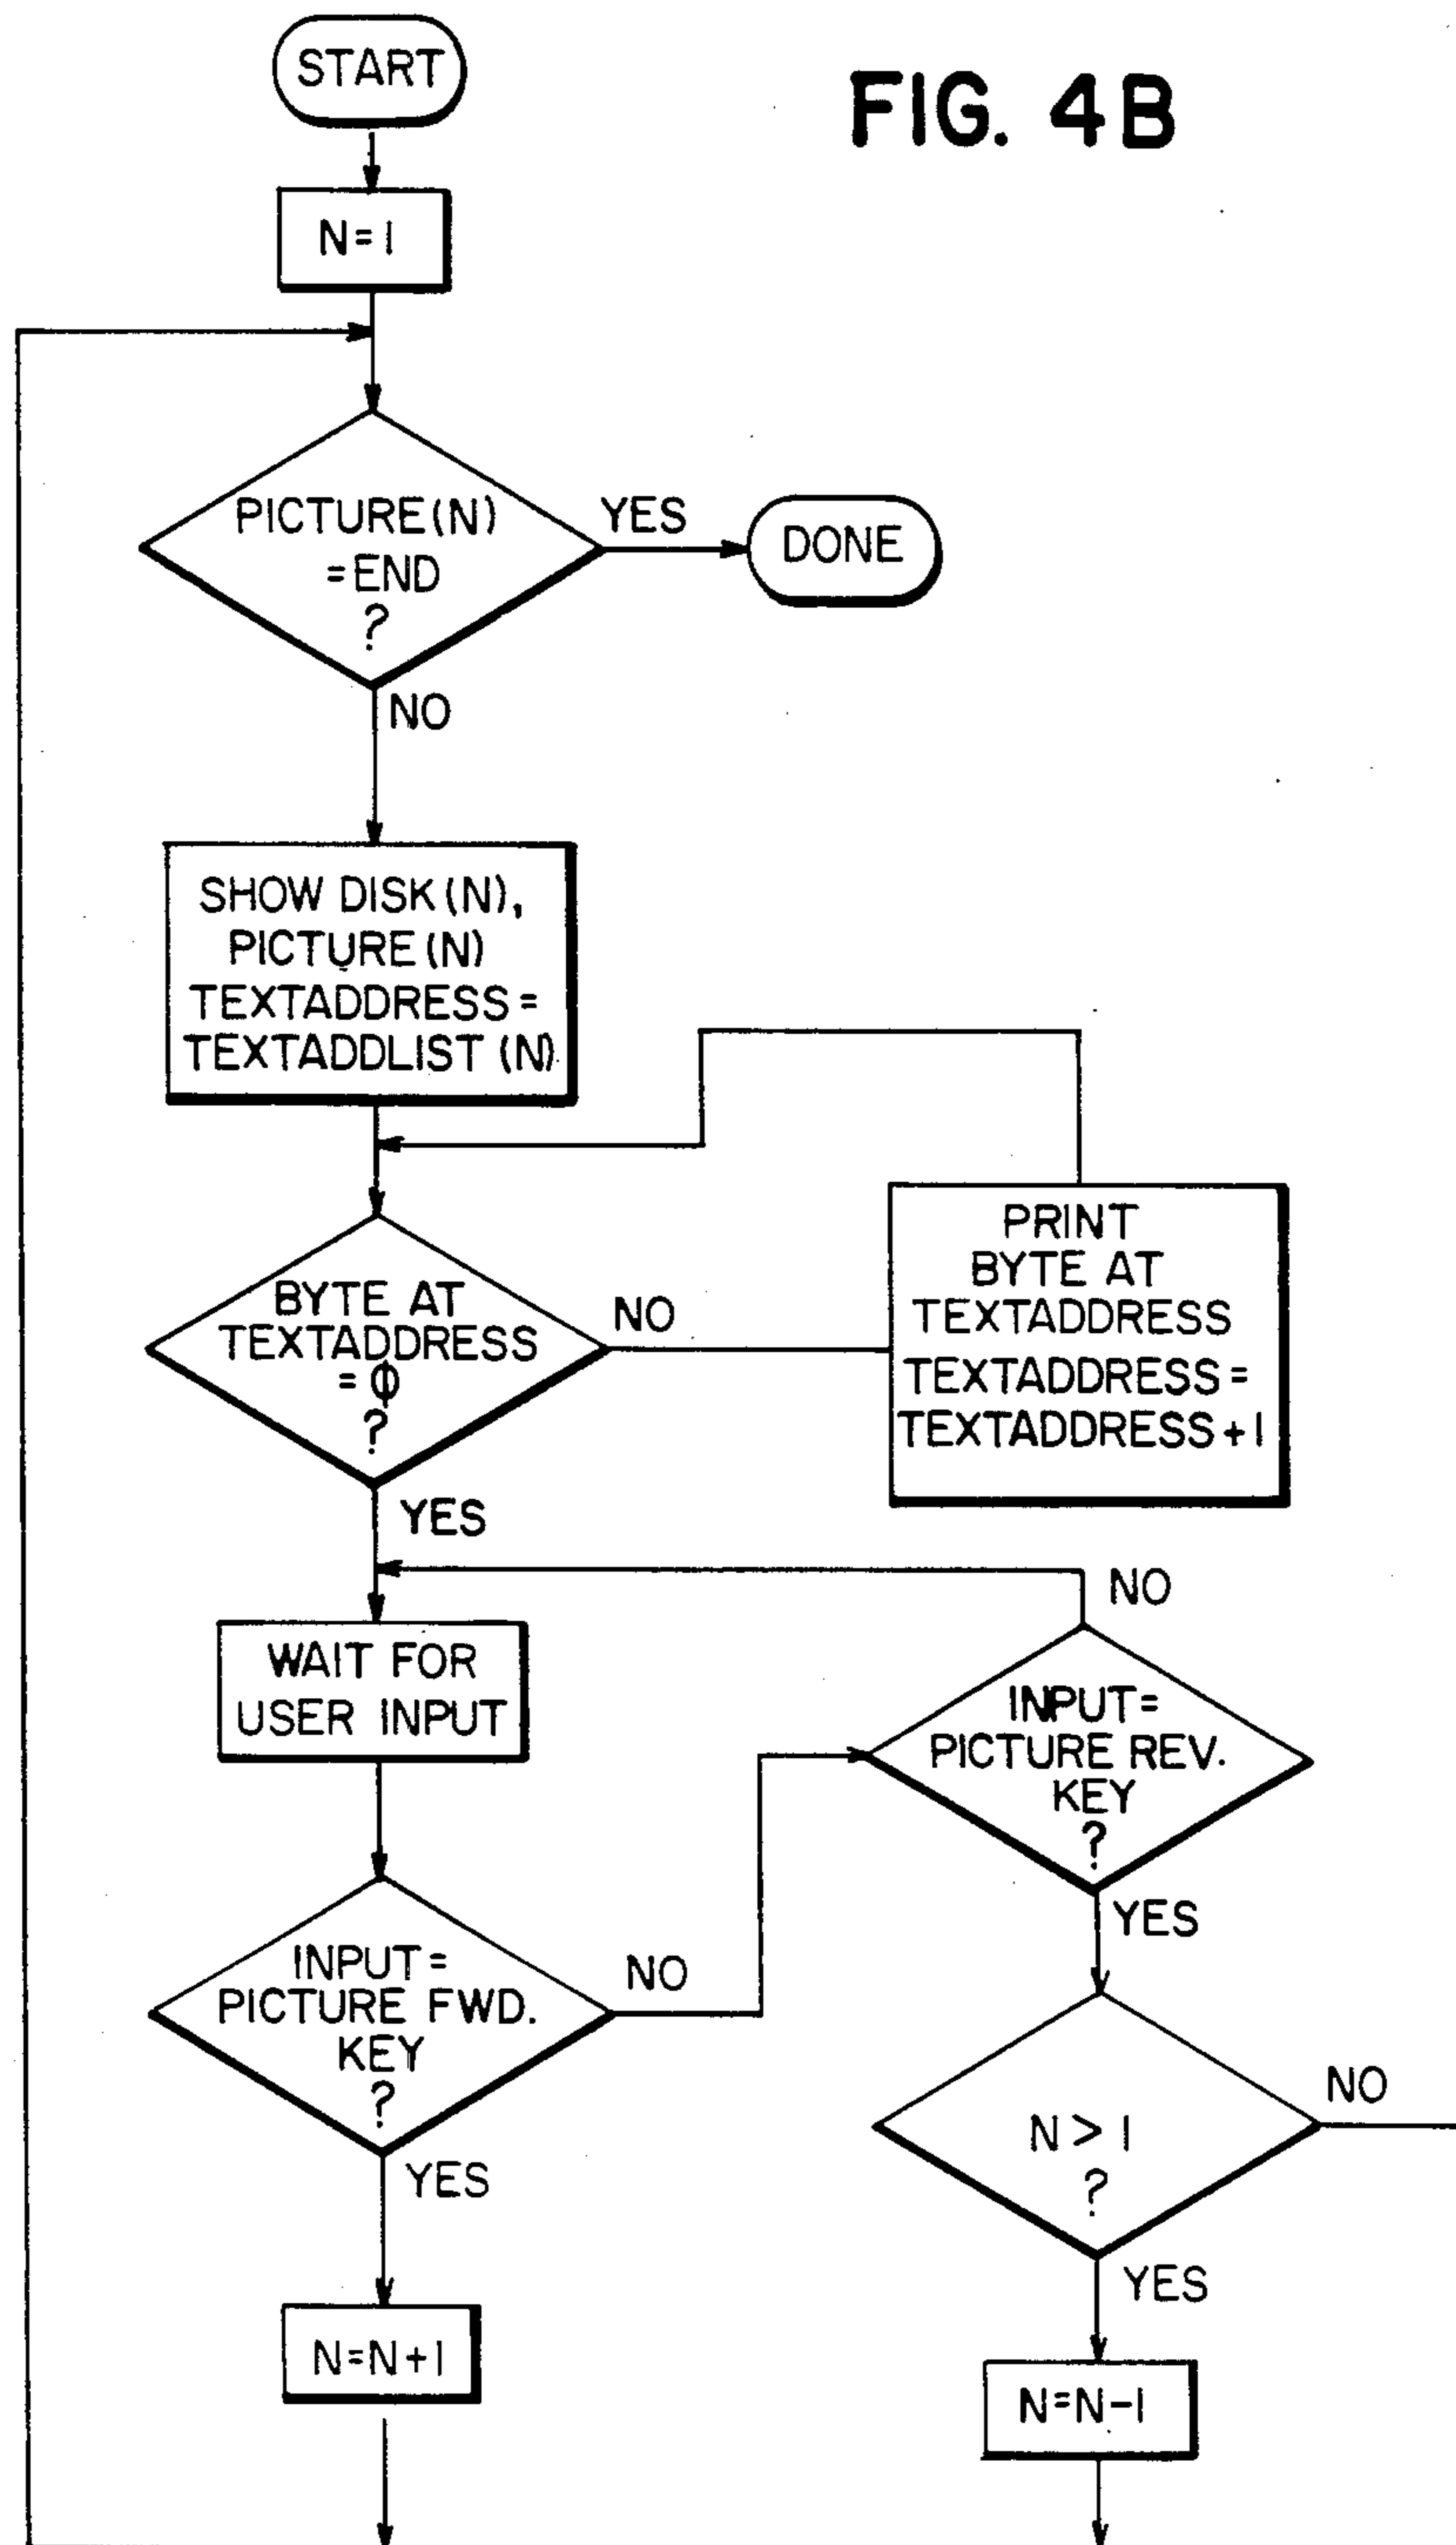 FIG. 4B
START
N=1
PICTURE(N)
=END
?
YES
DONE
NO
SHOW DISK(N),
PICTURE(N)
TEXTADDRESS=
TEXTADDLIST(N)
BYTE AT
TEXTADDRESS
=ϕ
?
NO
PRINT
BYTE AT
TEXTADDRESS
TEXTADDRESS=
TEXTADDRESS+1
YES
WAIT FOR
USER INPUT
INPUT=
PICTURE FWD.
KEY
?
NO
INPUT=
PICTURE REV.
KEY
?
NO
YES
N>1
?
NO
YES
N=N+1
YES
N=N-1